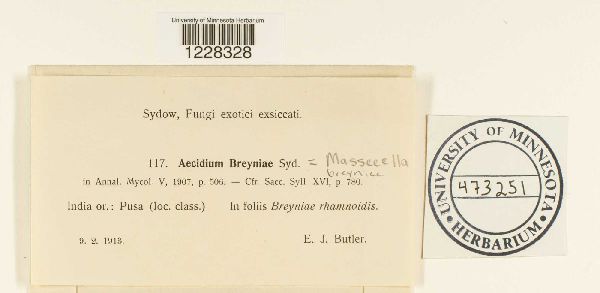 University of Minnesota Herbarium
1228328
Sydow, Fungi exotici exsiccati.
117. Aecidium Breyniae Syd. = Masseeella
breyniae
in Annal. Mycol V, 1907, p. 506. — Cfr. Sacc. Syll XVI, p 780.
India or.: Pusa (loc. class.) In foliis Breyniae rhamnoidis.
9. 2. 1913. E. J. Butler.
UNIVERSITY OF MINNESOTA
473251
• HERBARIUM •